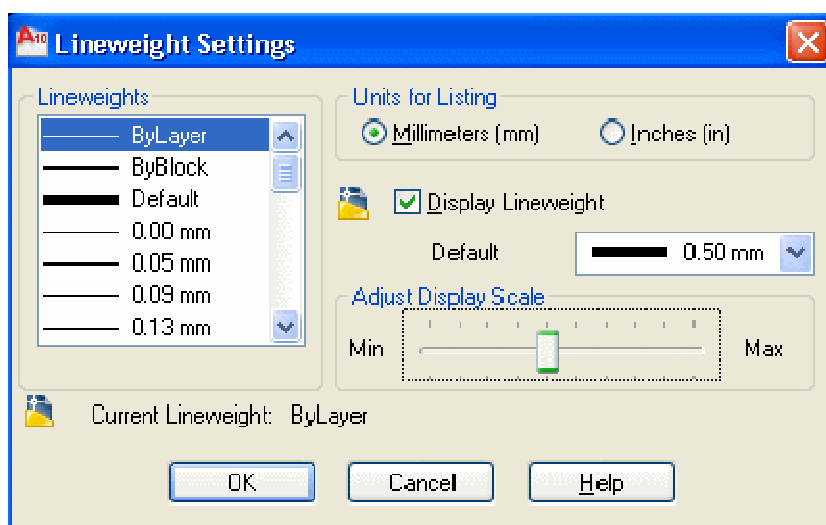 A10 Lineweight Settings
Lineweights
ByLayer
ByBlock
Default
0.00 mm
0.05 mm
0.09 mm
0.13 mm
Units for Listing
Millimeters (mm) Inches (in)
Display Lineweight
Default 0.50 mm
Adjust Display Scale
Min Max
Current Lineweight: ByLayer
OK Cancel Help